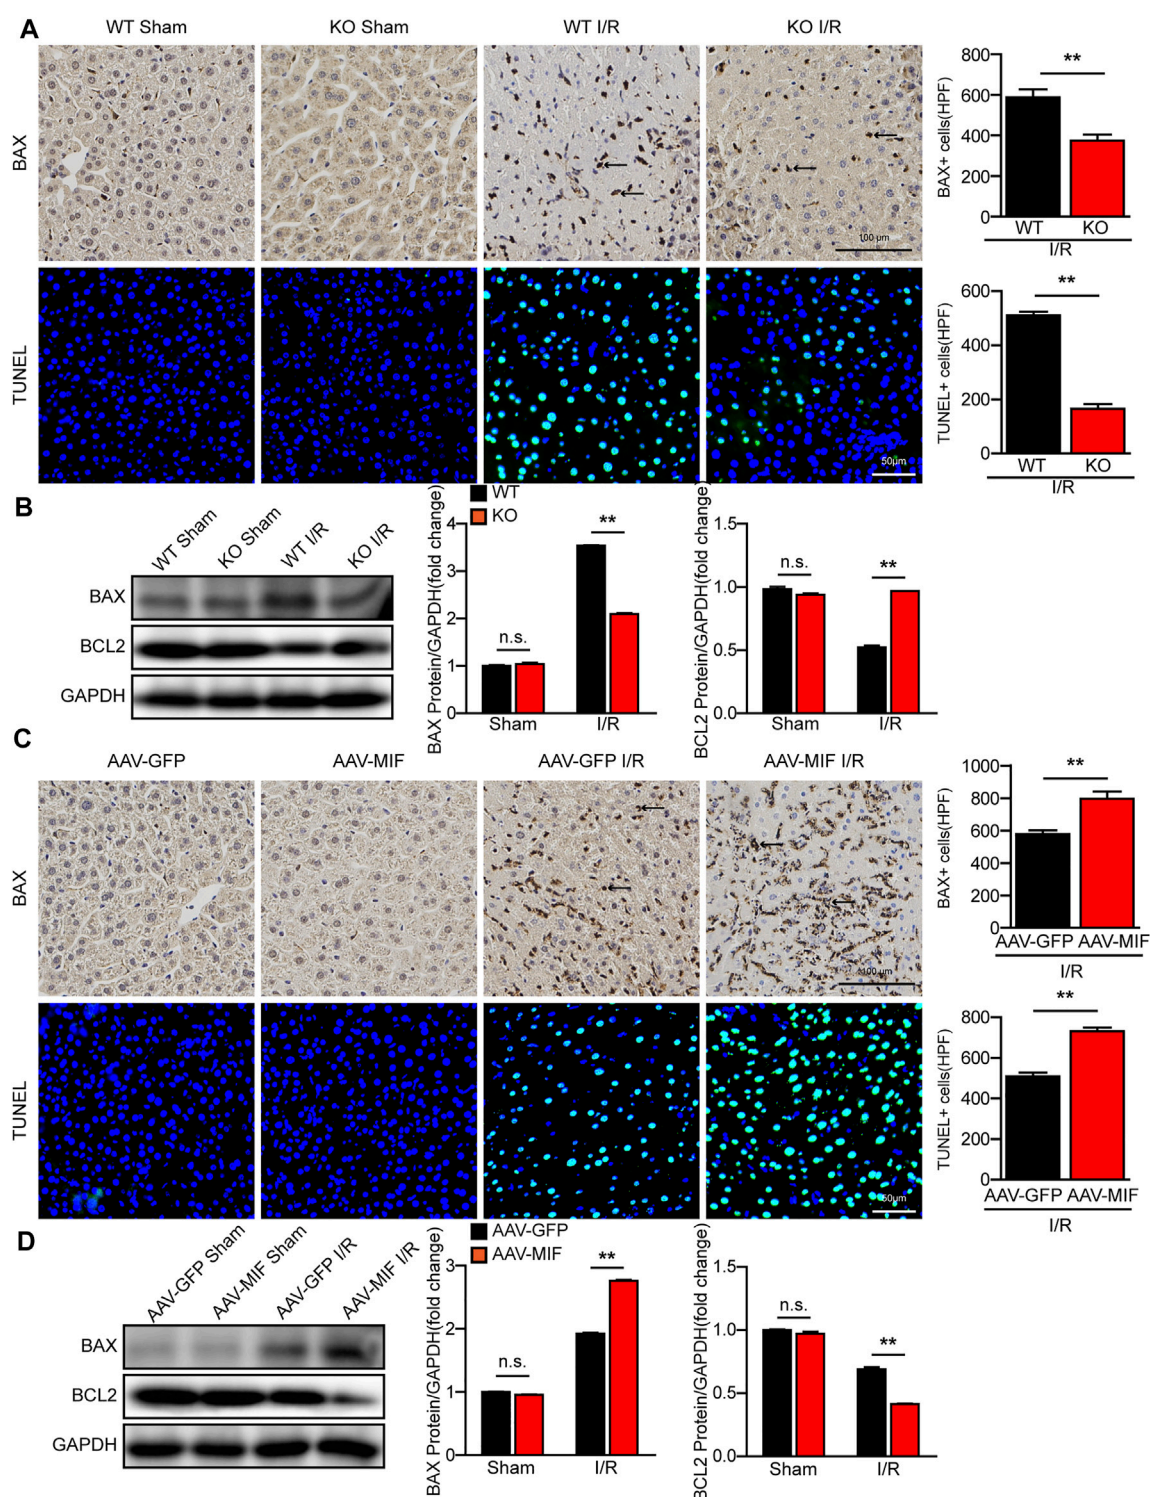 A
WT Sham
KO Sham
WT I/R
KO I/R
BAX
100 μm
BAX+ cells(HPF)
800
600
400
200
0
WT
KO
I/R
**
TUNEL
50μm
TUNEL+ cells(HPF)
600
400
200
0
WT
KO
I/R
**
B
WT Sham
KO Sham
WT I/R
KO I/R
BAX
BCL2
GAPDH
WT
KO
BAX Protein/GAPDH(fold change)
4
3
2
1
0
n.s.
**
Sham
I/R
BCL2 Protein/GAPDH(fold change)
1.5
1.0
0.5
0.0
n.s.
**
Sham
I/R
C
AAV-GFP
AAV-MIF
AAV-GFP I/R
AAV-MIF I/R
BAX
100 μm
BAX+ cells(HPF)
1000
800
600
400
200
0
**
AAV-GFP AAV-MIF
I/R
TUNEL
50μm
TUNEL+ cells(HPF)
800
600
400
200
0
**
AAV-GFP AAV-MIF
I/R
D
AAV-GFP Sham
AAV-MIF Sham
AAV-GFP I/R
AAV-MIF I/R
BAX
BCL2
GAPDH
AAV-GFP
AAV-MIF
BAX Protein/GAPDH(fold change)
3
2
1
0
n.s.
**
Sham
I/R
BCL2 Protein/GAPDH(fold change)
1.5
1.0
0.5
0.0
n.s.
**
Sham
I/R